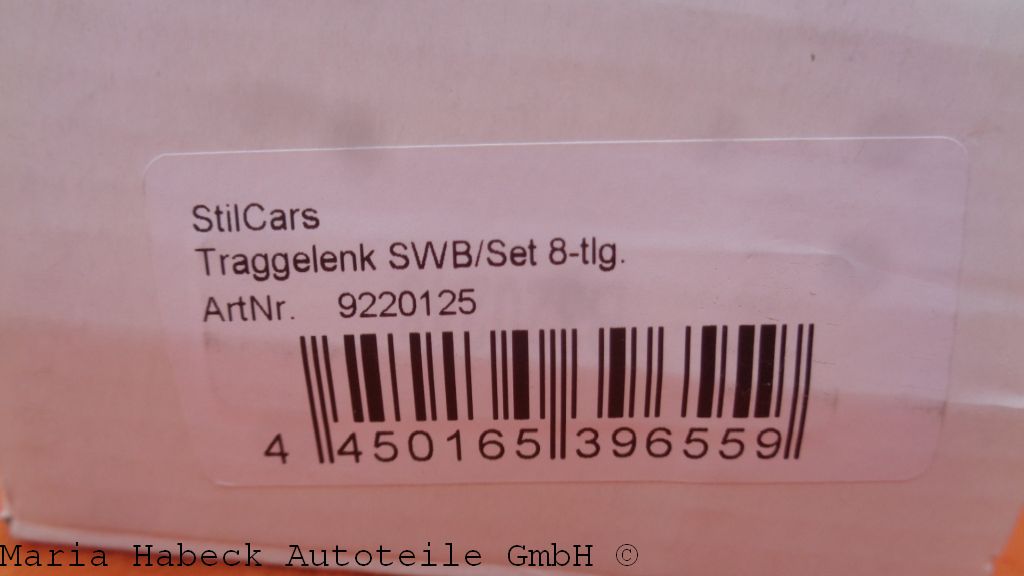 StilCars
Traggelenk SWB/Set 8-tlg.
ArtNr. 9220125
4 450165 396559
Maria Habeck Autoteile GmbH ©